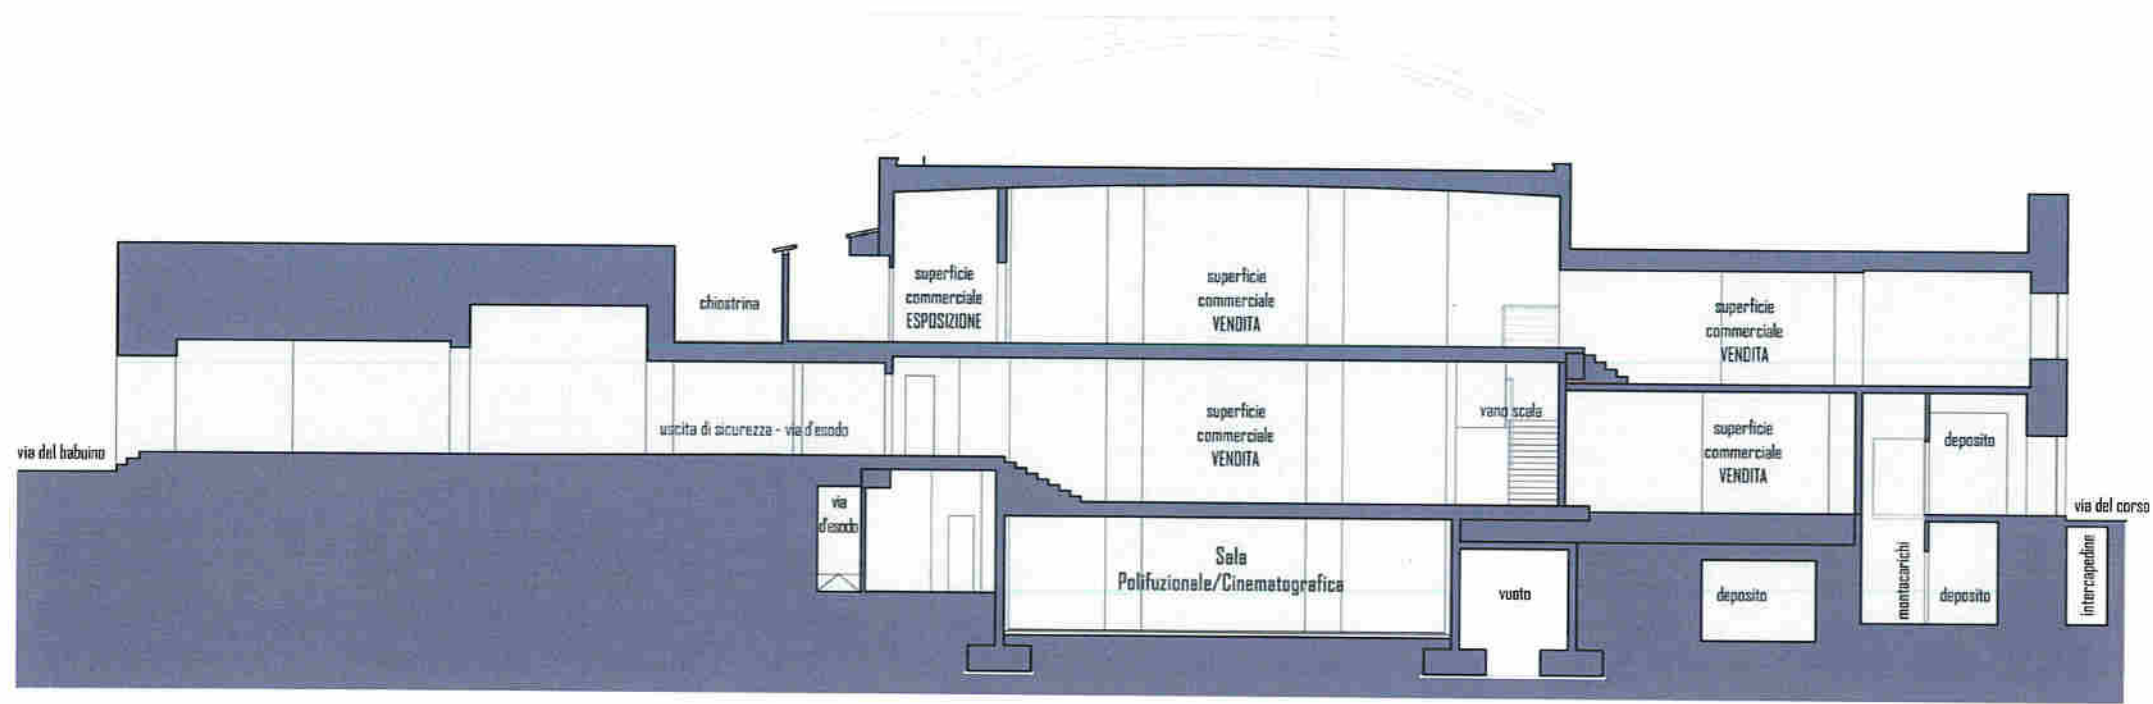 chiostrina
superficie
commerciale
ESPOSIZIONE
superficie
commerciale
VENDITA
superficie
commerciale
VENDITA
via del babuino
uscita di sicurezza - via d'esodo
superficie
commerciale
VENDITA
vano scala
superficie
commerciale
VENDITA
deposito
via del corso
via
d'esodo
Sala
Polifuzionale/Cinematografica
vuoto
deposito
montacarichi
deposito
intercapedine